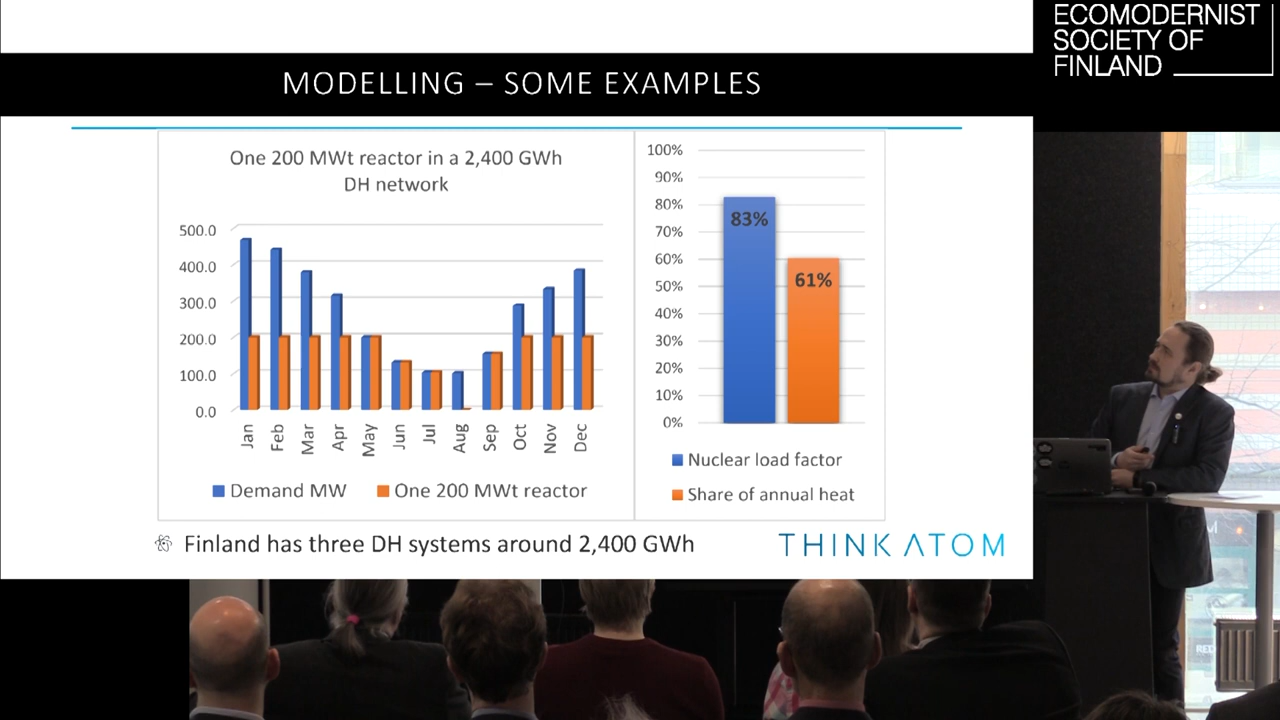 ECOMODERNIST
SOCIETY OF
FINLAND
MODELLING – SOME EXAMPLES
One 200 MWt reactor in a 2,400 GWh
DH network
500.0
400.0
300.0
200.0
100.0
0.0
Jan
Feb
Mar
Apr
May
Jun
Jul
Aug
Sep
Oct
Nov
Dec
Demand MW
One 200 MWt reactor
100%
90%
80%
70%
60%
50%
40%
30%
20%
10%
0%
83%
61%
Nuclear load factor
Share of annual heat
Finland has three DH systems around 2,400 GWh
THINK ATOM